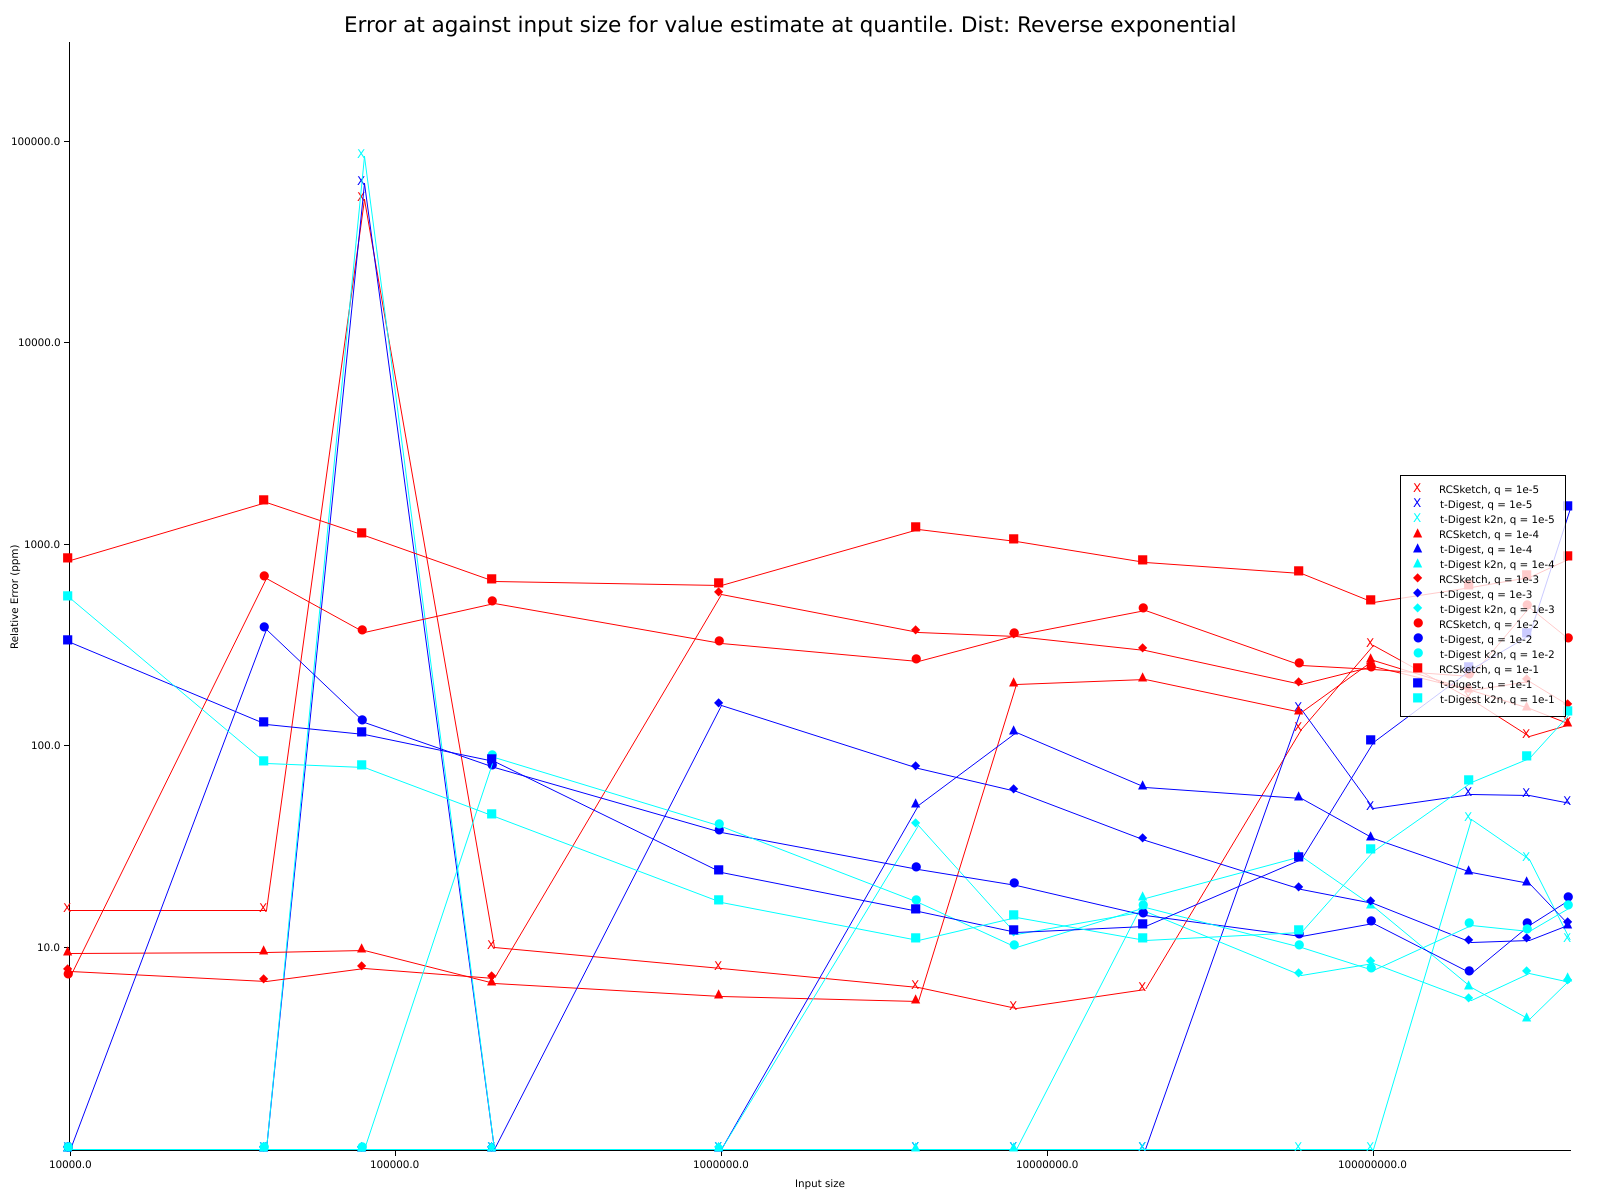 Error at against input size for value estimate at quantile. Dist: Reverse exponential
100000.0
10000.0
1000.0
100.0
10.0
Relative Error (ppm)
RCSketch, q = 1e-5
t-Digest, q = 1e-5
t-Digest k2n, q = 1e-5
RCSketch, q = 1e-4
t-Digest, q = 1e-4
t-Digest k2n, q = 1e-4
RCSketch, q = 1e-3
t-Digest, q = 1e-3
t-Digest k2n, q = 1e-3
RCSketch, q = 1e-2
t-Digest, q = 1e-2
t-Digest k2n, q = 1e-2
RCSketch, q = 1e-1
t-Digest, q = 1e-1
t-Digest k2n, q = 1e-1
10000.0 100000.0 1000000.0 10000000.0 100000000.0
Input size